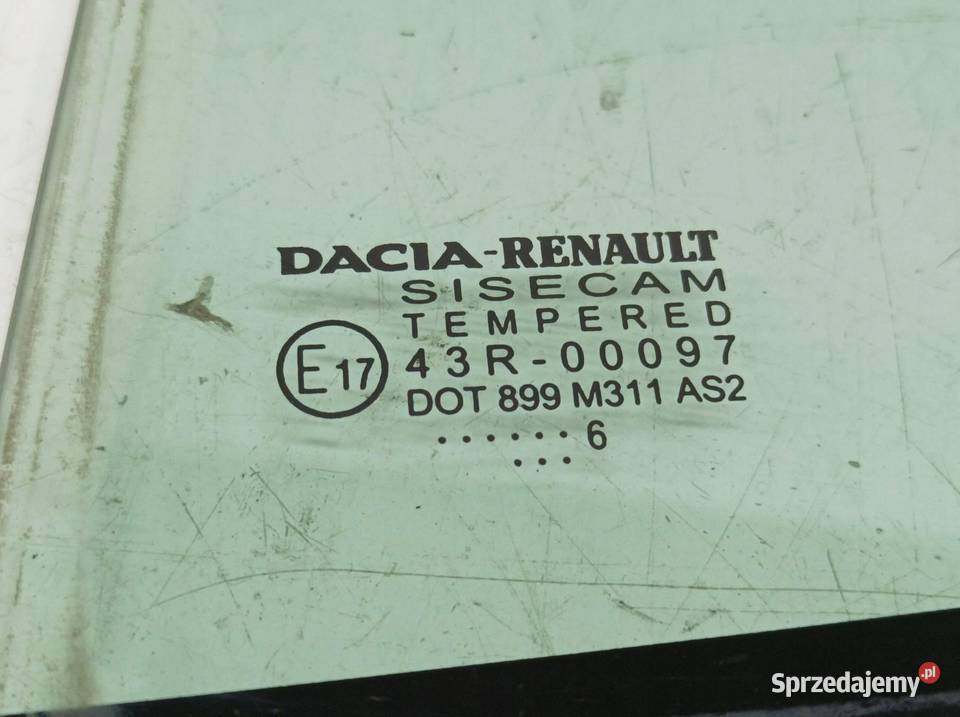 DACIA-RENAULT
SISECAM
TEMPERED
E17 43R-00097
DOT 899 M311 AS2
......6
...
Sprzedajemy.pl